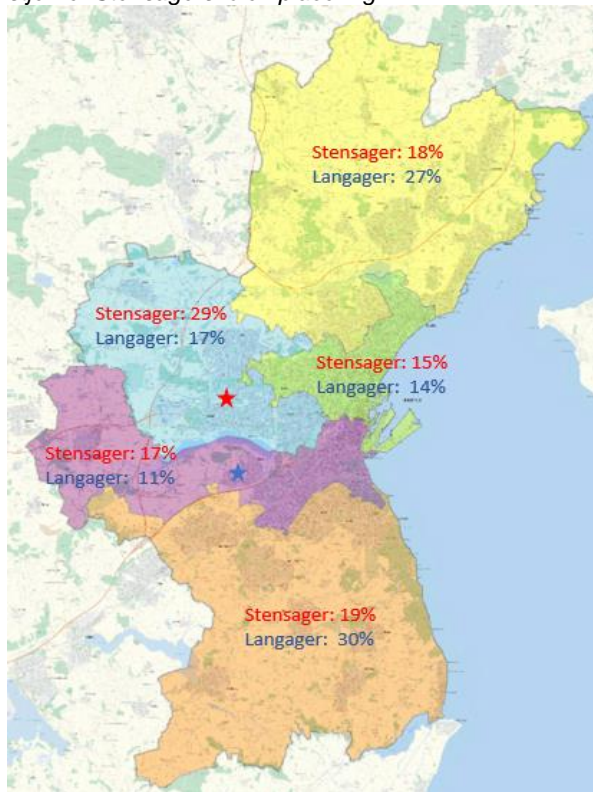 Stensager: 18%
Langager: 27%
Stensager: 29%
Langager: 17%
Stensager: 15%
Langager: 14%
Stensager: 17%
Langager: 11%
Stensager: 19%
Langager: 30%